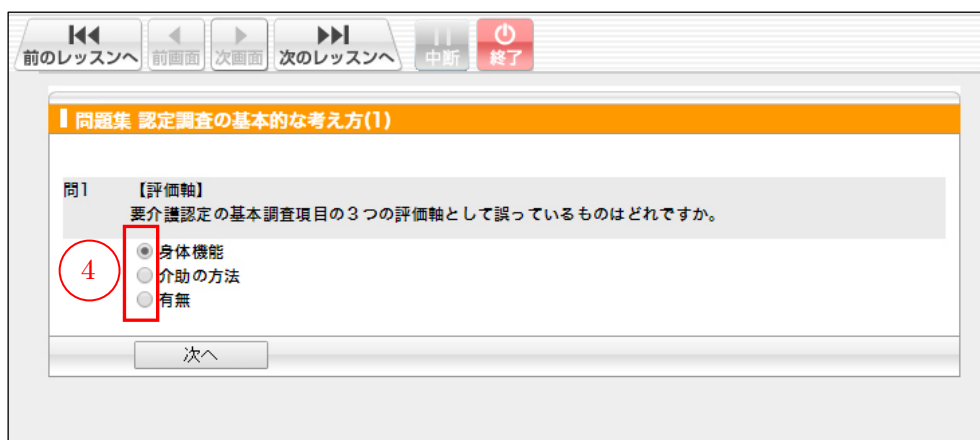 前のレッスンへ 前画面 次画面 次のレッスンへ 中断 終了
問題集 認定調査の基本的な考え方(1)
問1 【評価軸】
要介護認定の基本調査項目の３つの評価軸として誤っているものはどれですか。
身体機能
4 介助の方法
有無
次へ